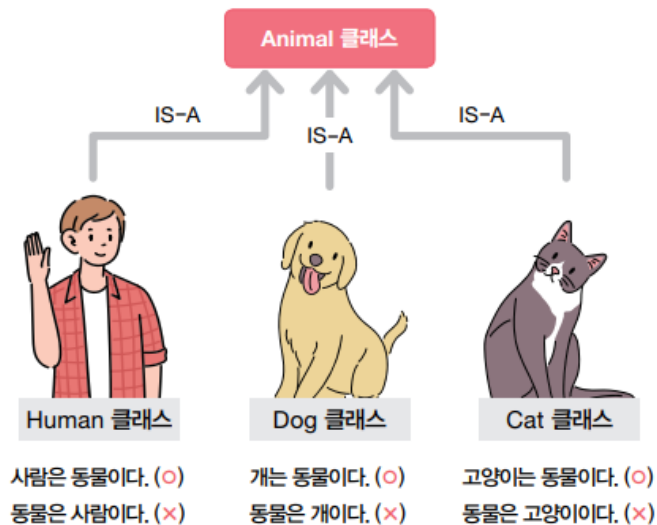 Animal 클래스
IS-A
IS-A
IS-A
Human 클래스
Dog 클래스
Cat 클래스
사람은 동물이다. (○)
개는 동물이다. (○)
고양이는 동물이다. (○)
동물은 사람이다. (×)
동물은 개이다. (×)
동물은 고양이이다. (×)